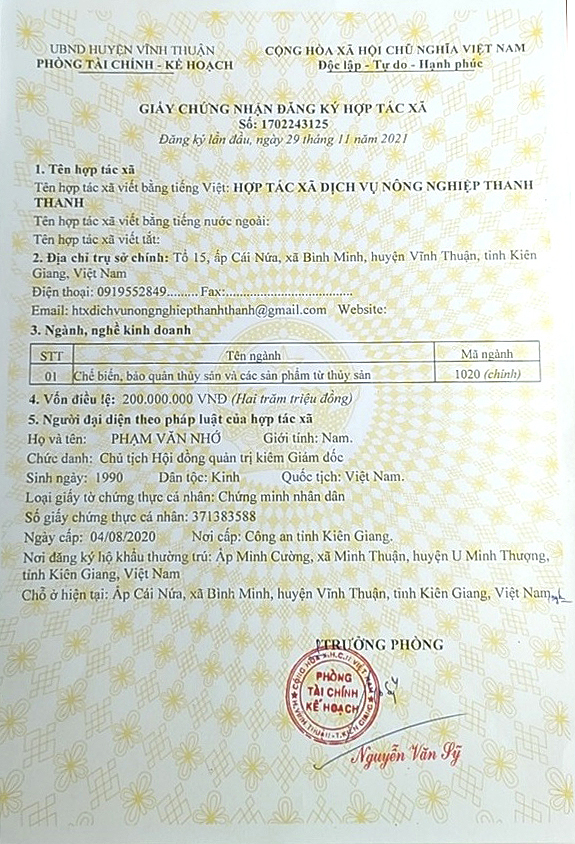 UBND HUYỆN VĨNH THUẬN
PHÒNG TÀI CHÍNH - KẾ HOẠCH
CỘNG HÒA XÃ HỘI CHỦ NGHĨA VIỆT NAM
Độc lập - Tự do - Hạnh phúc
GIẤY CHỨNG NHẬN ĐĂNG KÝ HỢP TÁC XÃ
Số: 1702243125
Đăng ký lần đầu, ngày 29 tháng 11 năm 2021
1. Tên hợp tác xã
Tên hợp tác xã viết bằng tiếng Việt: HỢP TÁC XÃ DỊCH VỤ NÔNG NGHIỆP THANH
THANH
Tên hợp tác xã viết bằng tiếng nước ngoài:
Tên hợp tác xã viết tắt:
2. Địa chỉ trụ sở chính: Tổ 15, ấp Cái Nứa, xã Bình Minh, huyện Vĩnh Thuận, tỉnh Kiên
Giang, Việt Nam
Điện thoại: 0919552849.......... Fax:.....................................
Email: htxdichvunongnghiepthanhthanh@gmail.com Website:
3. Ngành, nghề kinh doanh
STT Tên ngành Mã ngành
01 Chế biến, bảo quản thủy sản và các sản phẩm từ thủy sản 1020 (chính)
4. Vốn điều lệ: 200.000.000 VNĐ (Hai trăm triệu đồng)
5. Người đại diện theo pháp luật của hợp tác xã
Họ và tên: PHẠM VĂN NHỚ Giới tính: Nam.
Chức danh: Chủ tịch Hội đồng quản trị kiêm Giám dốc
Sinh ngày: 1990 Dân tộc: Kinh Quốc tịch: Việt Nam.
Loại giấy tờ chứng thực cá nhân: Chứng minh nhân dân
Số giấy chứng thực cá nhân: 371383588
Ngày cấp: 04/08/2020 Nơi cấp: Công an tỉnh Kiên Giang.
Nơi đăng ký hộ khẩu thường trú: Ấp Minh Cường, xã Minh Thuận, huyện U Minh Thượng,
tỉnh Kiên Giang, Việt Nam
Chỗ ở hiện tại: Ấp Cái Nứa, xã Bình Minh, huyện Vĩnh Thuận, tỉnh Kiên Giang, Việt Nam
TRƯỞNG PHÒNG
CỘNG HÒA X.H.C.N VIỆT NAM
PHÒNG
TÀI CHÍNH
KẾ HOẠCH
H.VĨNH THUẬN-T.KIÊN GIANG
Nguyễn Văn Sỹ